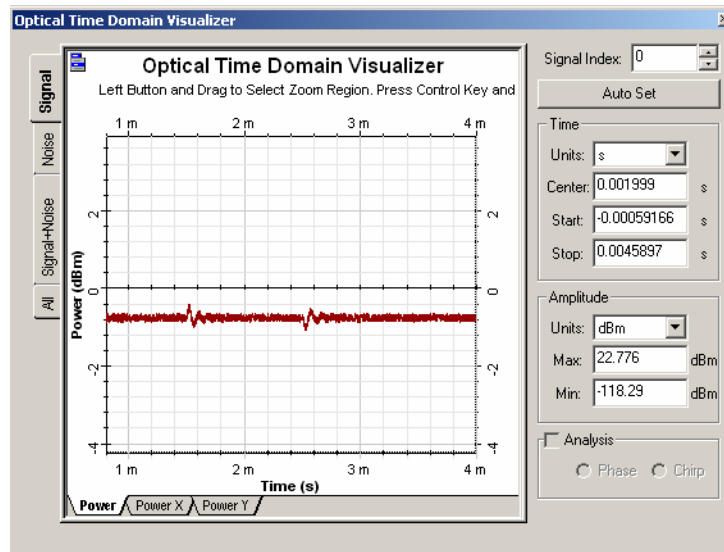 Optical Time Domain Visualizer
Signal
Noise
Signal+Noise
All
Optical Time Domain Visualizer
Left Button and Drag to Select Zoom Region. Press Control Key and
1 m 2 m 3 m 4 m
2 2
0 0
-2 -2
-4 -4
Power (dBm)
1 m 2 m 3 m 4 m
Time (s)
Power Power X Power Y
Signal Index: 0
Auto Set
Time
Units: s
Center: 0.001999 s
Start: -0.00059166 s
Stop: 0.0045897 s
Amplitude
Units: dBm
Max: 22.776 dBm
Min: -118.29 dBm
Analysis
Phase Chirp